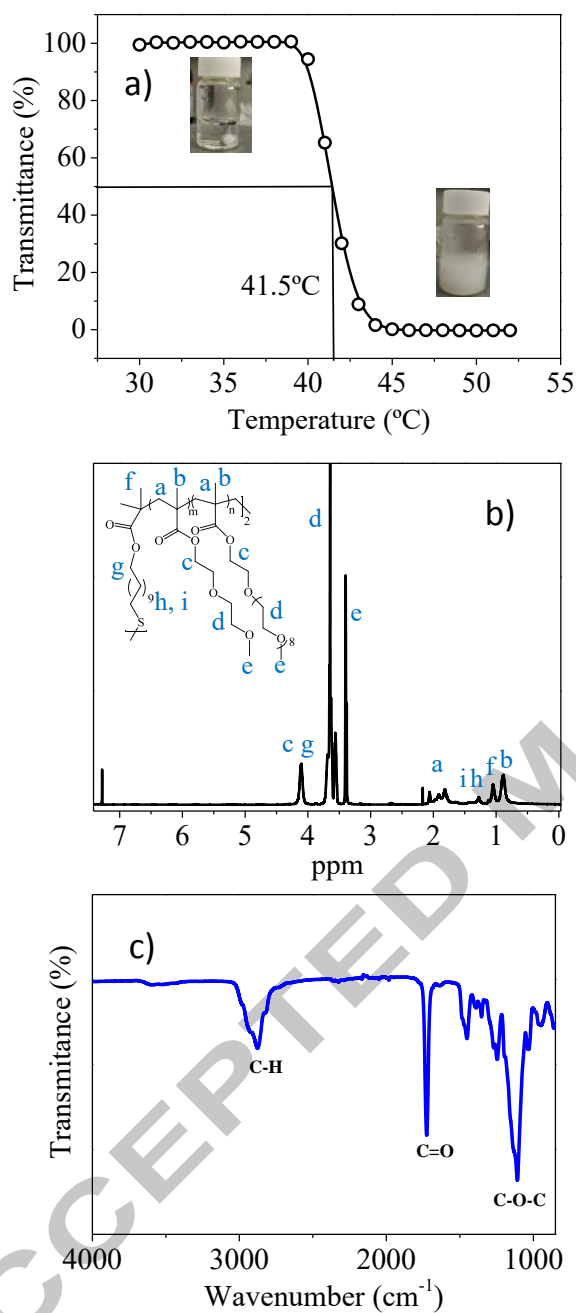 a)
100
80
60
40
20
0
Transmittance (%)
41.5ºC
30 35 40 45 50 55
Temperature (ºC)
b)
f a b a b
m n 2
O O O O O
g c c
9 h, i O O
d d
S O O 8
e e
d
e
c g
a
i h f b
7 6 5 4 3 2 1 0
ppm
c)
Transmitance (%)
C-H
C=O
C-O-C
4000 3000 2000 1000
Wavenumber (cm-1)
CCEPTED M